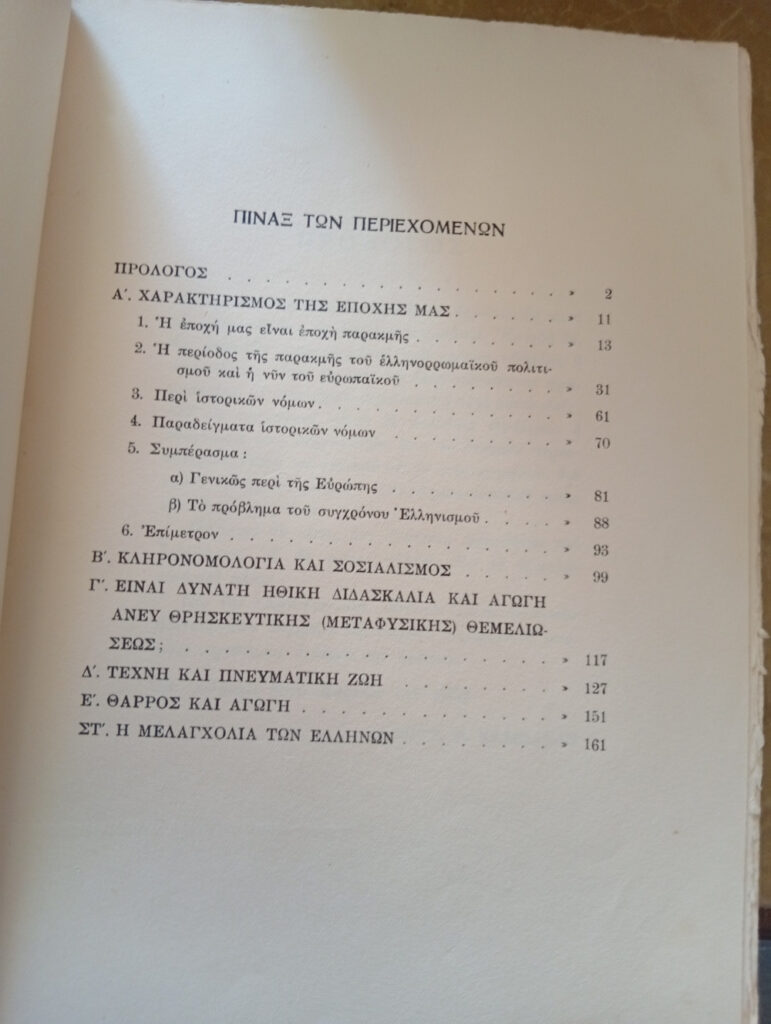 ΠΙΝΑΞ ΤΩΝ ΠΕΡΙΕΧΟΜΕΝΩΝ
ΠΡΟΛΟΓΟΣ . . . . . . . . . . . . . . . . » 2
Α΄. ΧΑΡΑΚΤΗΡΙΣΜΟΣ ΤΗΣ ΕΠΟΧΗΣ ΜΑΣ . . . . . » 11
1. Ἡ ἐποχή μας εἶναι ἐποχὴ παρακμῆς . . . . . . » 13
2. Ἡ περίοδος τῆς παρακμῆς τοῦ ἑλληνορρωμαϊκοῦ πολιτι-
σμοῦ καὶ ἡ νῦν τοῦ εὐρωπαϊκοῦ . . . . . . . » 31
3. Περὶ ἱστορικῶν νόμων . . . . . . . . . . » 61
4. Παραδείγματα ἱστορικῶν νόμων . . . . . . . . » 70
5. Συμπέρασμα :
α) Γενικῶς περὶ τῆς Εὐρώπης . . . . . . . . » 81
β) Τὸ πρόβλημα τοῦ συγχρόνου Ἑλληνισμοῦ . . . . » 88
6. Ἐπίμετρον . . . . . . . . . . . . . . » 93
Β΄. ΚΛΗΡΟΝΟΜΟΛΟΓΙΑ ΚΑΙ ΣΟΣΙΑΛΙΣΜΟΣ . . . . . » 99
Γ΄. ΕΙΝΑΙ ΔΥΝΑΤΗ ΗΘΙΚΗ ΔΙΔΑΣΚΑΛΙΑ ΚΑΙ ΑΓΩΓΗ
ΑΝΕΥ ΘΡΗΣΚΕΥΤΙΚΗΣ (ΜΕΤΑΦΥΣΙΚΗΣ) ΘΕΜΕΛΙΩ-
ΣΕΩΣ ; . . . . . . . . . . . . . . . . . » 117
Δ΄. ΤΕΧΝΗ ΚΑΙ ΠΝΕΥΜΑΤΙΚΗ ΖΩΗ . . . . . . . . » 127
Ε΄. ΘΑΡΡΟΣ ΚΑΙ ΑΓΩΓΗ . . . . . . . . . . . . » 151
ΣΤ΄. Η ΜΕΛΑΓΧΟΛΙΑ ΤΩΝ ΕΛΛΗΝΩΝ . . . . . . . . » 161